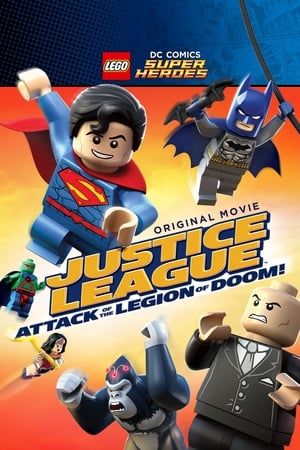 LEGO
DC COMICS
SUPER
HEROES
ORIGINAL MOVIE
JUSTICE
LEAGUE
ATTACK OF THE LEGION OF DOOM!